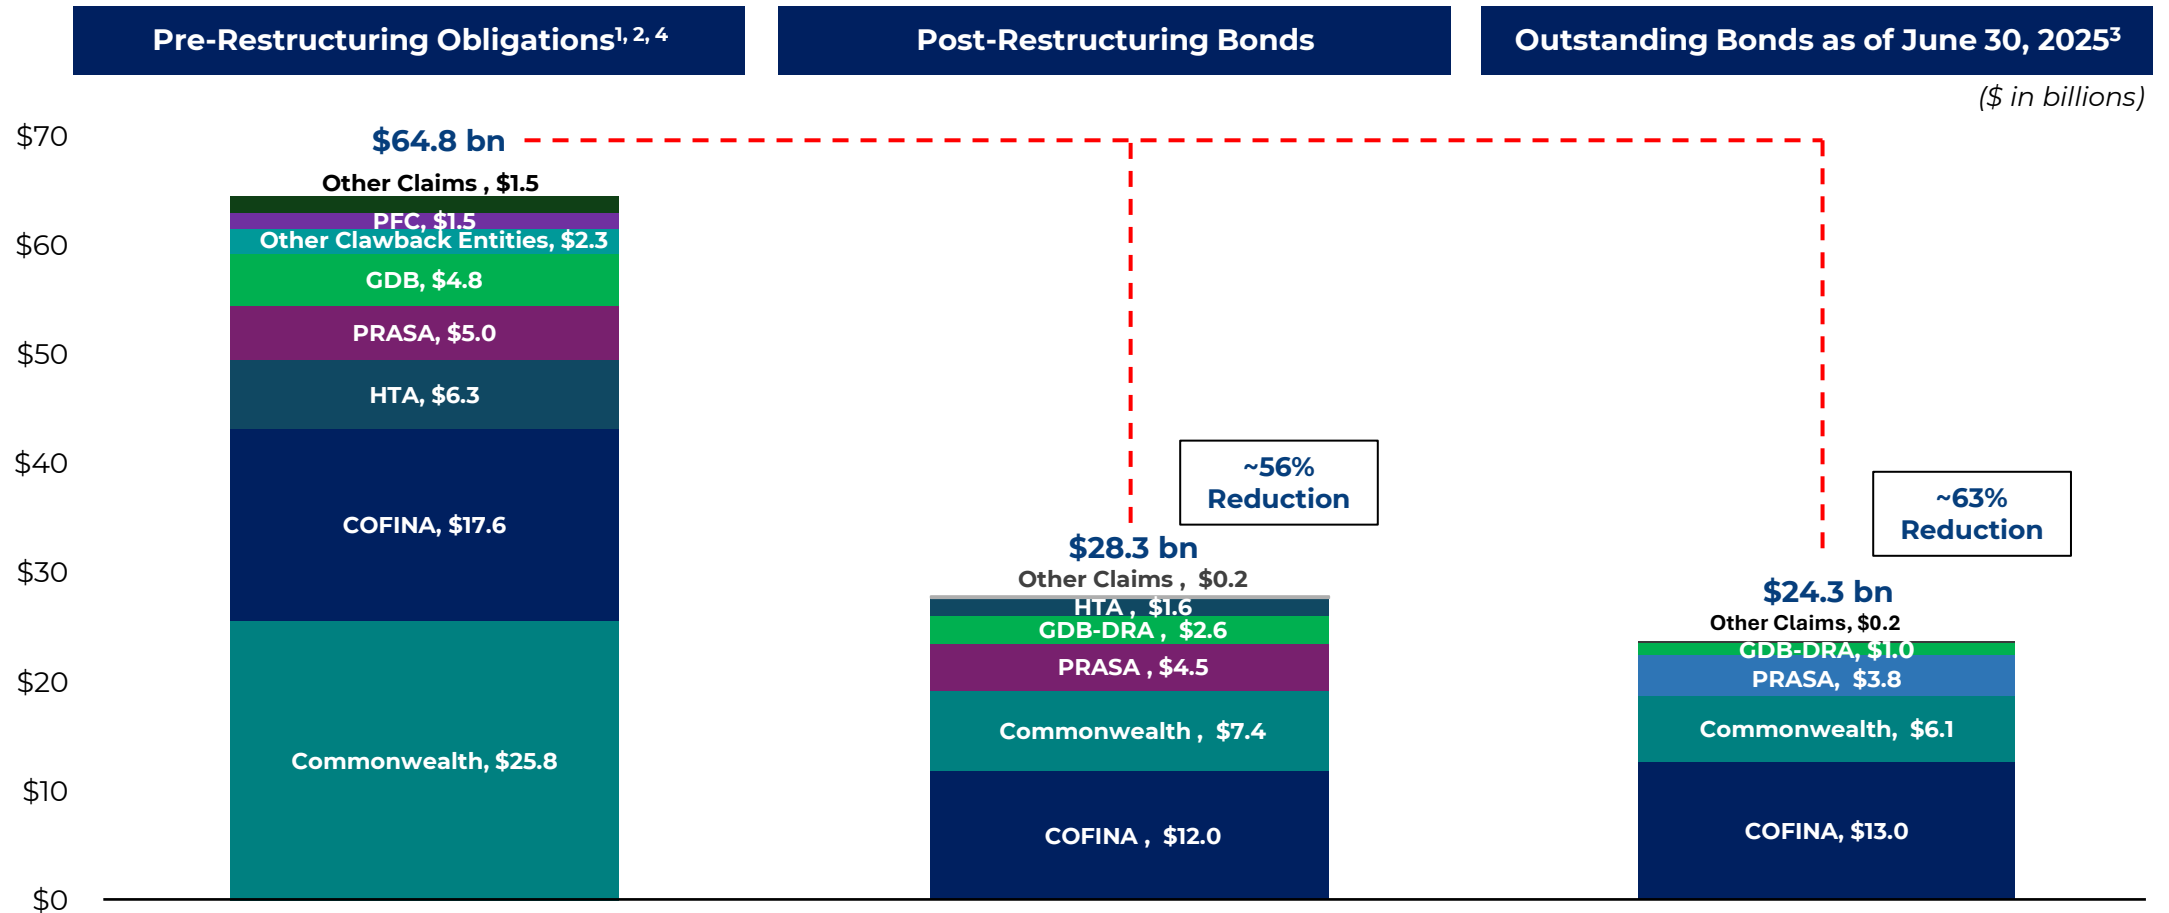 Pre-Restructuring Obligations1, 2, 4
Post-Restructuring Bonds
Outstanding Bonds as of June 30, 20253
($ in billions)
$70
$60
$50
$40
$30
$20
$10
$0
$64.8 bn
Other Claims , $1.5
PFC, $1.5
Other Clawback Entities, $2.3
GDB, $4.8
PRASA, $5.0
HTA, $6.3
COFINA, $17.6
Commonwealth, $25.8
~56%
Reduction
$28.3 bn
Other Claims , $0.2
HTA , $1.6
GDB-DRA , $2.6
PRASA , $4.5
Commonwealth , $7.4
COFINA , $12.0
~63%
Reduction
$24.3 bn
Other Claims, $0.2
GDB-DRA, $1.0
PRASA, $3.8
Commonwealth, $6.1
COFINA, $13.0